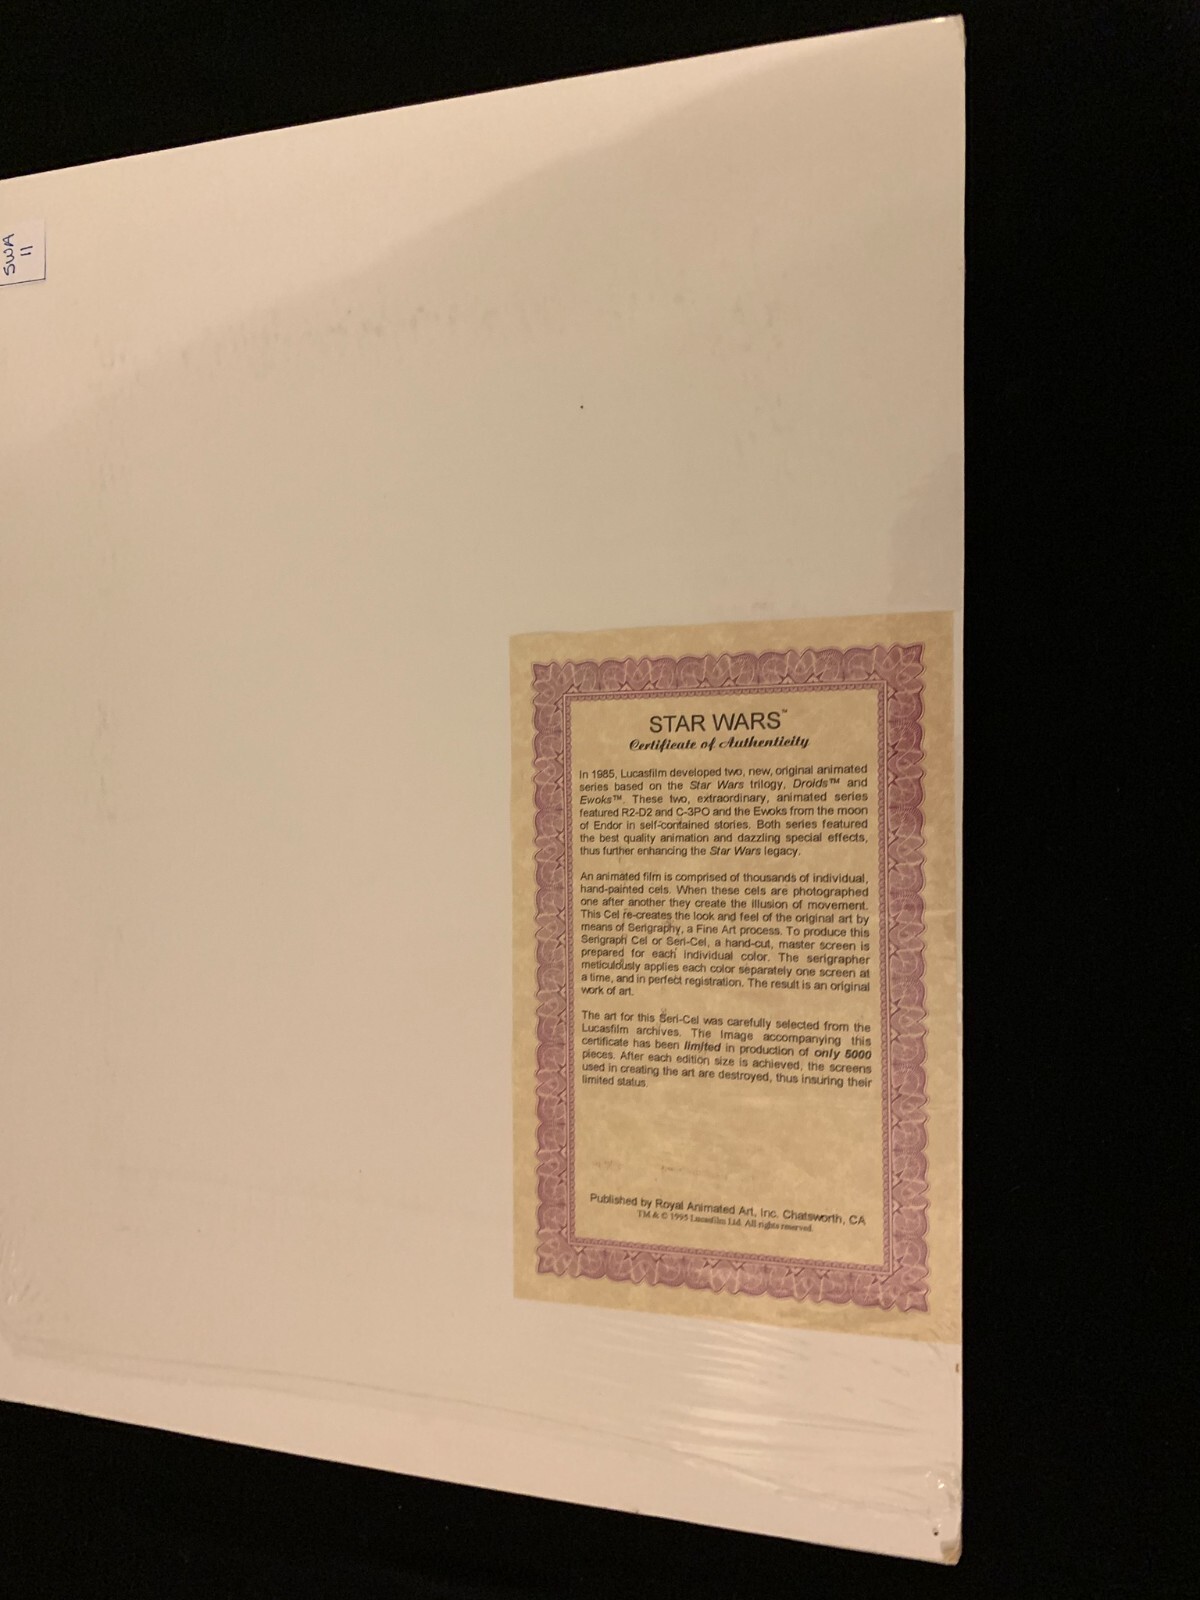 SWA
11
STAR WARS™
Certificate of Authenticity
In 1985, Lucasfilm developed two, new, original animated
series based on the Star Wars trilogy, Droids™ and
Ewoks™. These two, extraordinary, animated series
featured R2-D2 and C-3PO and the Ewoks from the moon
of Endor in self-contained stories. Both series featured
the best quality animation and dazzling special effects,
thus further enhancing the Star Wars legacy.
An animated film is comprised of thousands of individual,
hand-painted cels. When these cels are photographed
one after another they create the illusion of movement.
This Cel re-creates the look and feel of the original art by
means of Serigraphy, a Fine Art process. To produce this
Serigraph Cel or Seri-Cel, a hand-cut, master screen is
prepared for each individual color. The serigrapher
meticulously applies each color separately one screen at
a time, and in perfect registration. The result is an original
work of art.
The art for this Seri-Cel was carefully selected from the
Lucasfilm archives. The Image accompanying this
certificate has been limited in production of only 5000
pieces. After each edition size is achieved, the screens
used in creating the art are destroyed, thus insuring their
limited status.
Published by Royal Animated Art, Inc. Chatsworth, CA
TM & © 1995 Lucasfilm Ltd. All rights reserved.